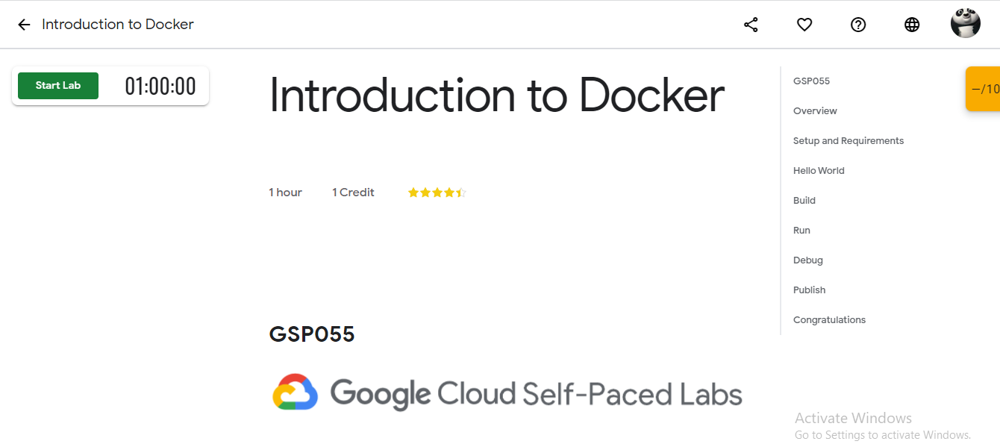 Introduction to Docker
Start Lab
01:00:00
Introduction to Docker
1 hour
1 Credit
GSP055
Google Cloud Self-Paced Labs
GSP055
Overview
Setup and Requirements
Hello World
Build
Run
Debug
Publish
Congratulations
–/10
Activate Windows
Go to Settings to activate Windows.